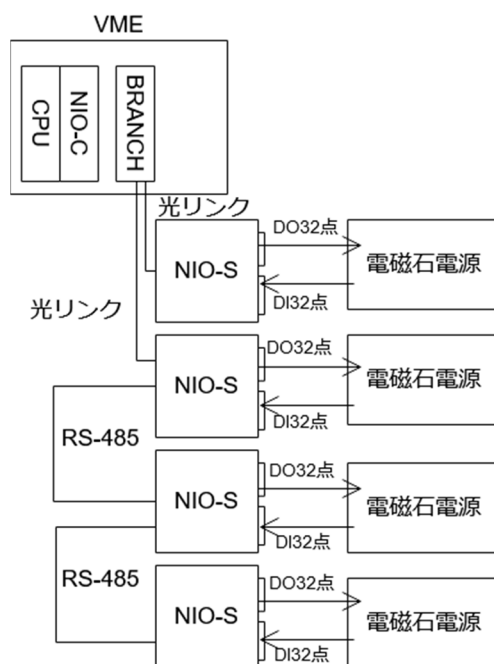 VME
CPU
NIO-C
BRANCH
光リンク
DO32点
NIO-S
電磁石電源
DI32点
光リンク
DO32点
NIO-S
電磁石電源
DI32点
RS-485
DO32点
NIO-S
電磁石電源
DI32点
RS-485
DO32点
NIO-S
電磁石電源
DI32点